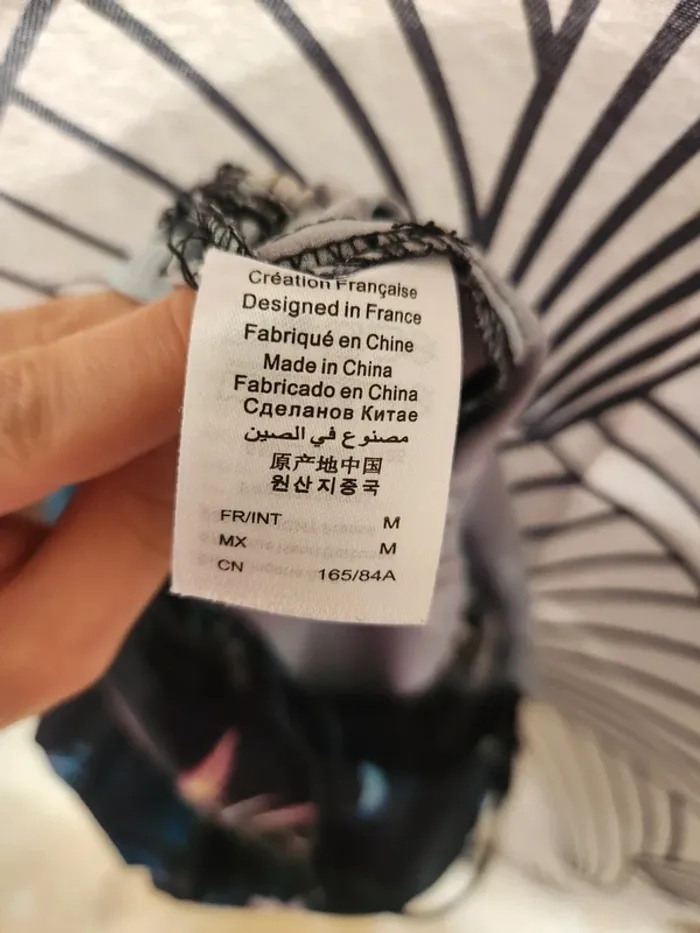 Création Française
Designed in France
Fabriqué en Chine
Made in China
Fabricado en China
Сделанов Китае
مصنوع في الصين
原产地中国
원산지중국
FR/INT M
MX M
CN 165/84A